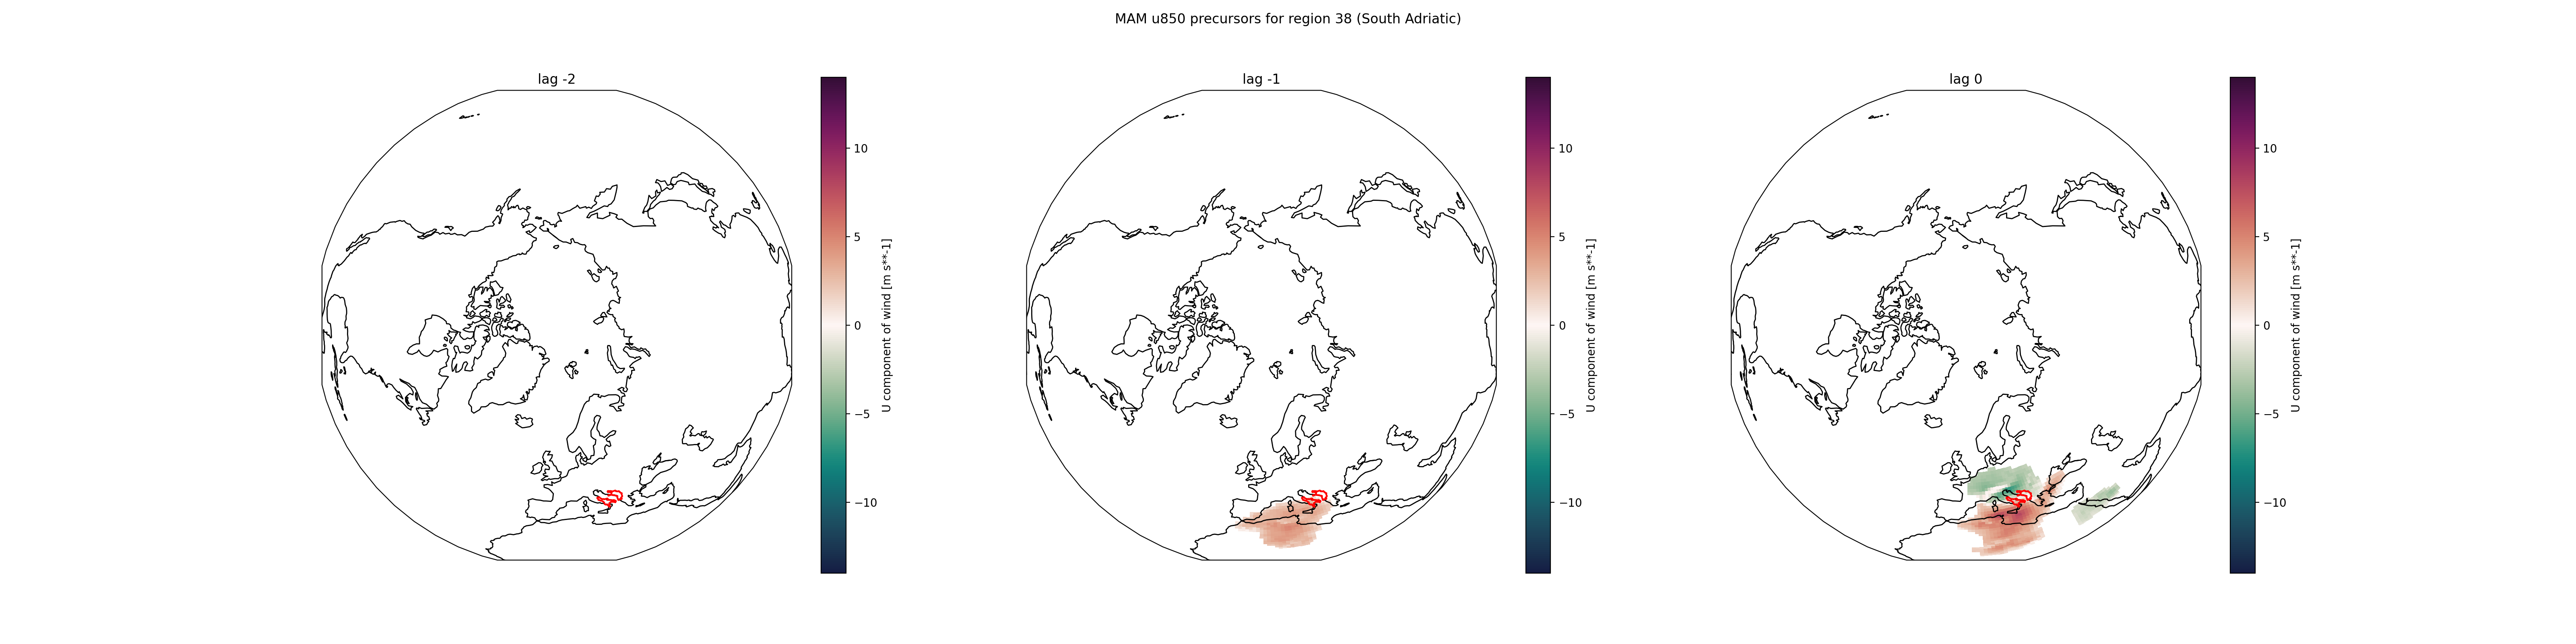 MAM u850 precursors for region 38 (South Adriatic)
lag -2
10
5
0
−5
−10
U component of wind [m s**-1]
lag -1
10
5
0
−5
−10
U component of wind [m s**-1]
lag 0
10
5
0
−5
−10
U component of wind [m s**-1]